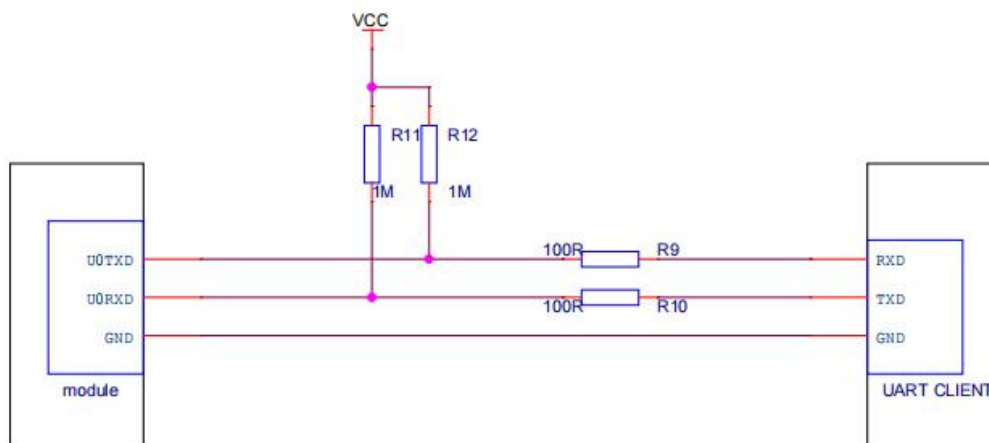 VCC
R11 R12
1M 1M
100R R9
U0TXD RXD
U0RXD TXD
100R R10
GND GND
module UART CLIENT